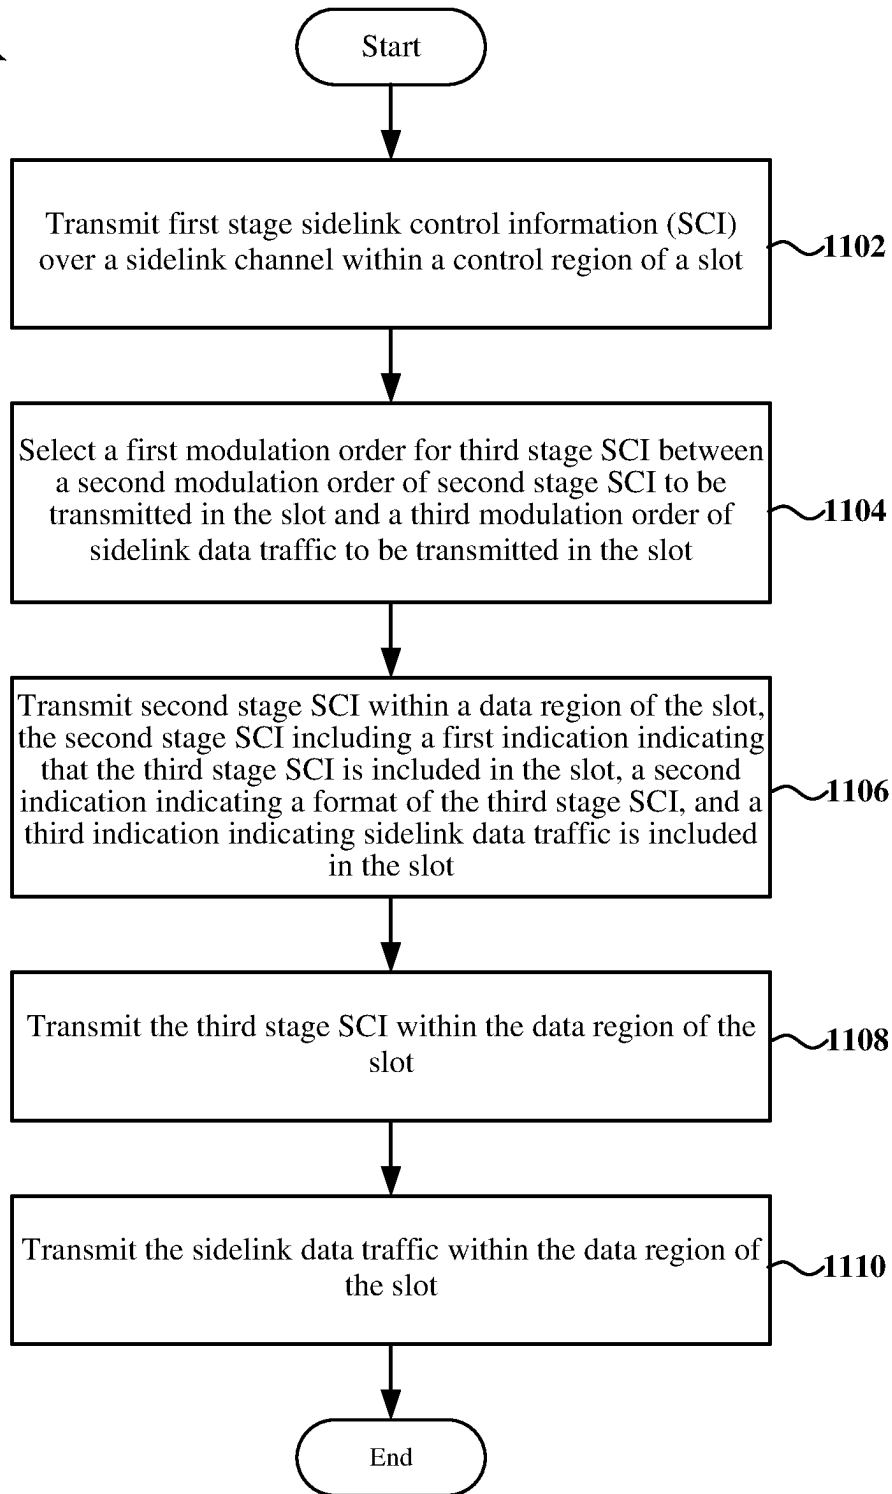 Start
Transmit first stage sidelink control information (SCI)
over a sidelink channel within a control region of a slot
1102
Select a first modulation order for third stage SCI between
a second modulation order of second stage SCI to be
transmitted in the slot and a third modulation order of
sidelink data traffic to be transmitted in the slot
1104
Transmit second stage SCI within a data region of the slot,
the second stage SCI including a first indication indicating
that the third stage SCI is included in the slot, a second
indication indicating a format of the third stage SCI, and a
third indication indicating sidelink data traffic is included
in the slot
1106
Transmit the third stage SCI within the data region of the
slot
1108
Transmit the sidelink data traffic within the data region of
the slot
1110
End